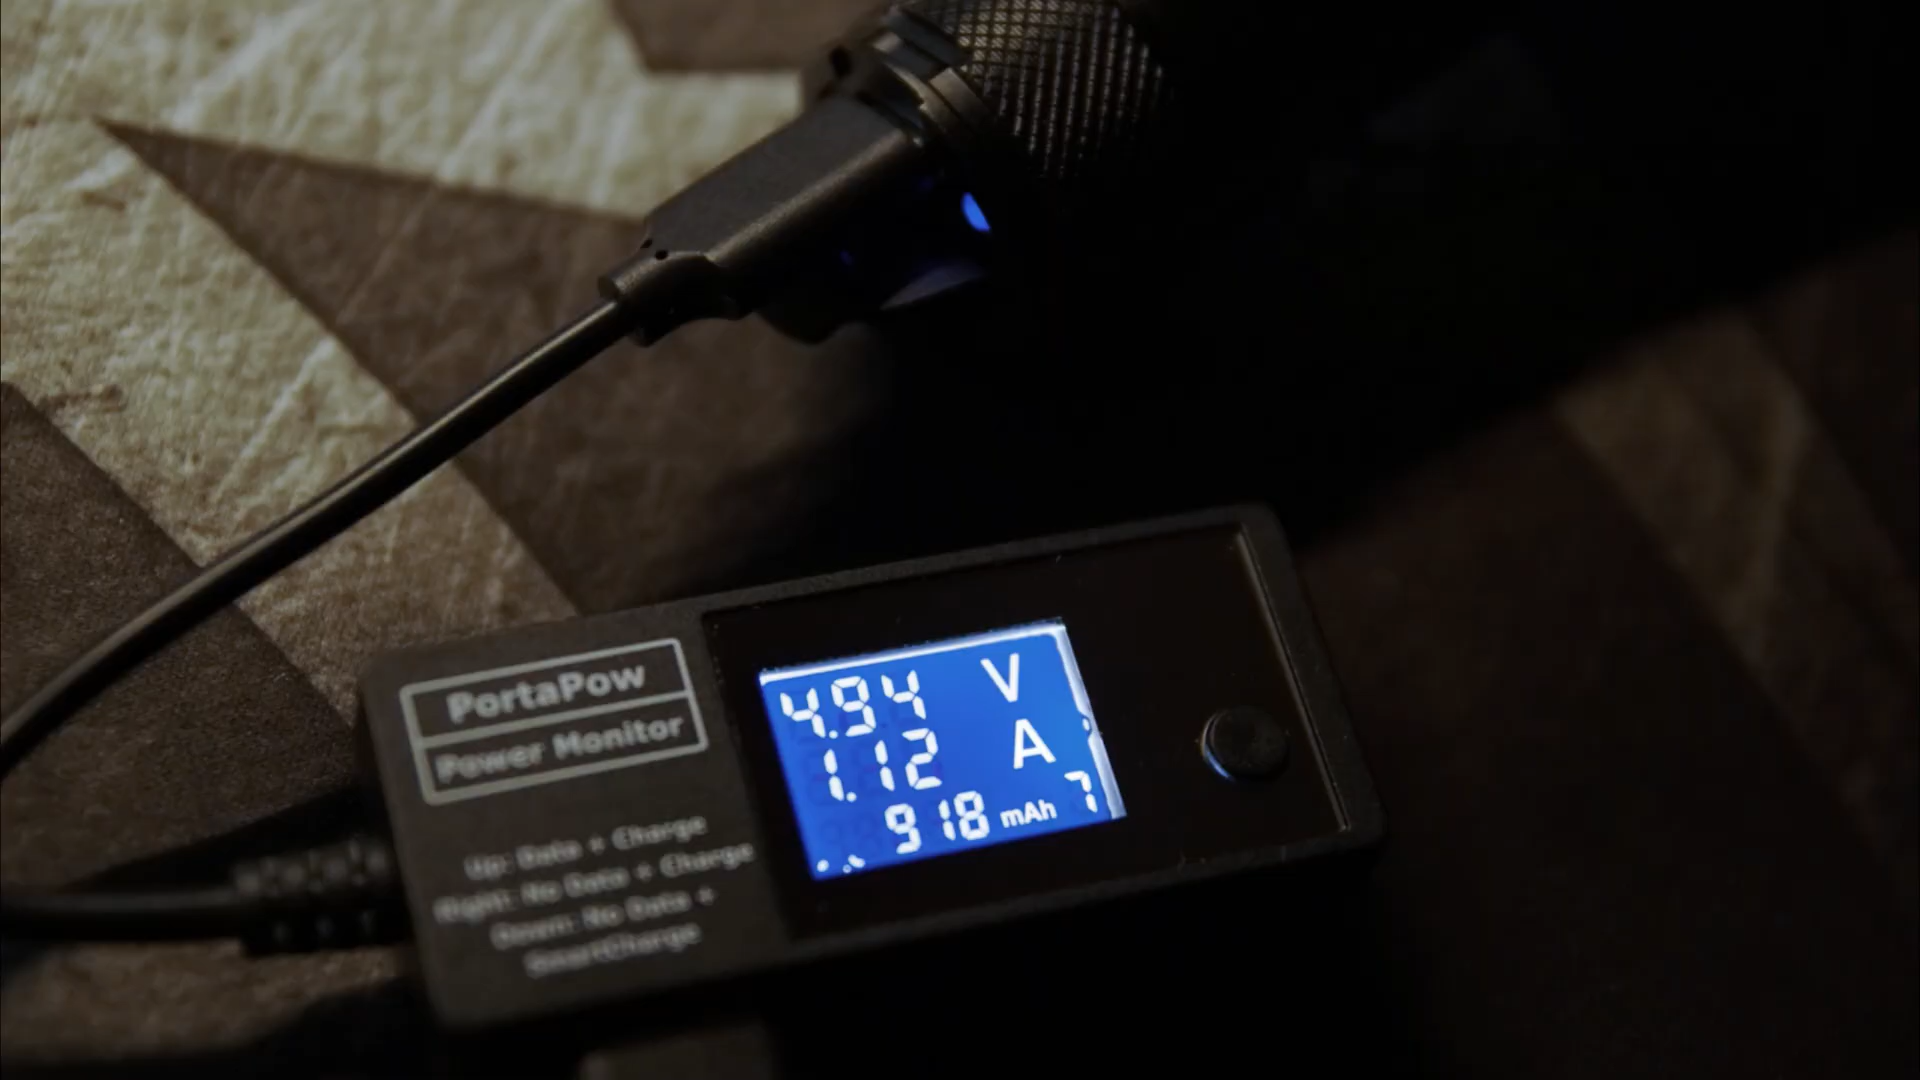 PortaPow
Power Monitor
Up: Data + Charge
Right: No Data + Charge
Down: No Data +
SmartCharge
4.94 V
1.12 A
918 mAh 7